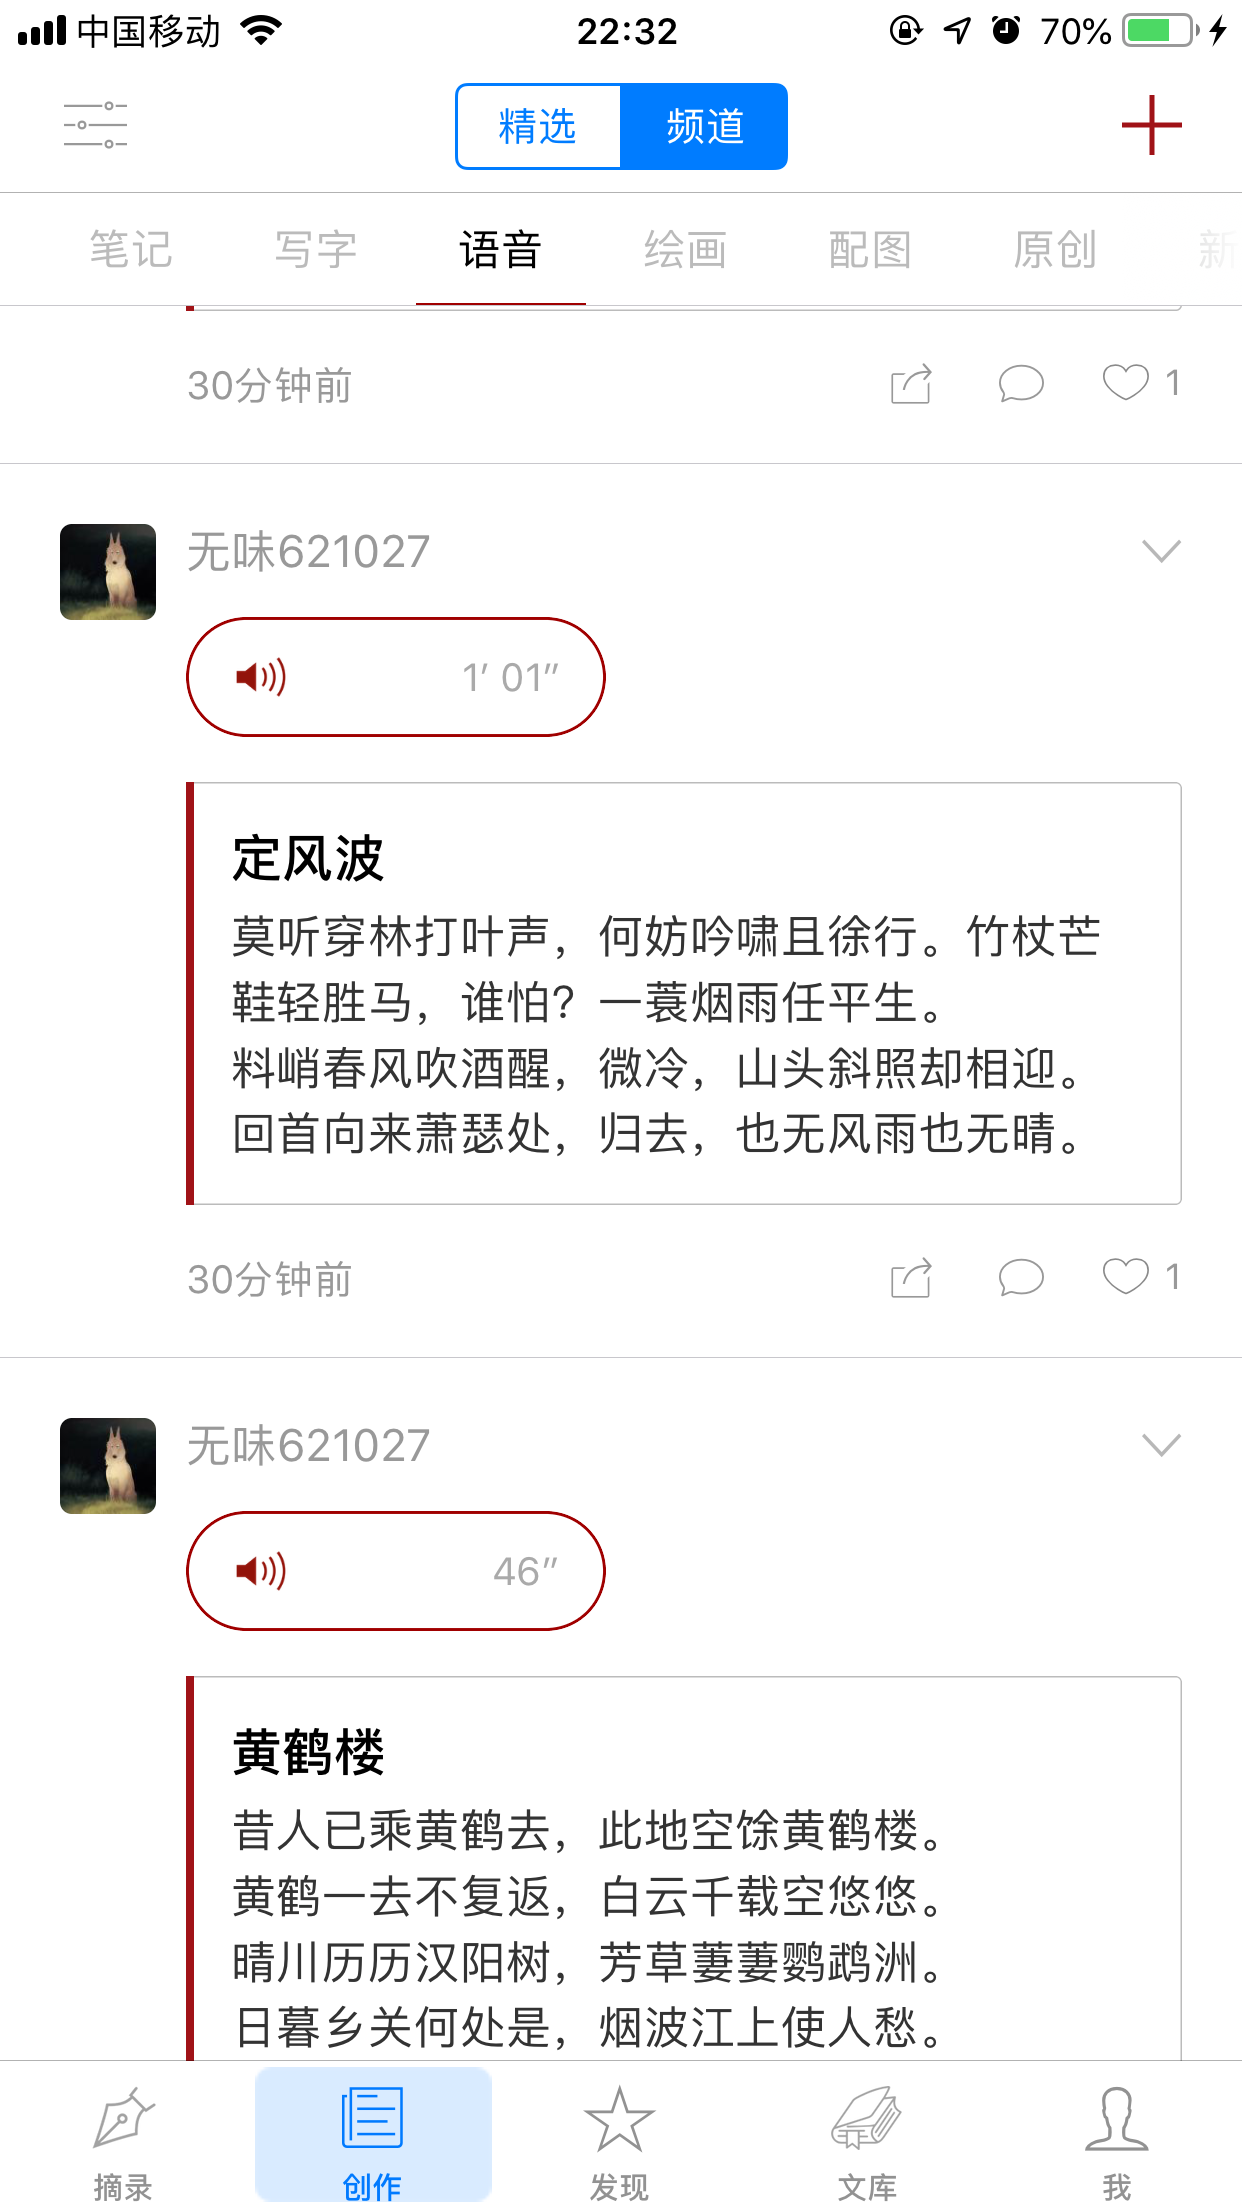 中国移动 22:32 70%
精选 频道
笔记 写字 语音 绘画 配图 原创 新
30分钟前 1
无味621027
1′ 01″
定风波
莫听穿林打叶声，何妨吟啸且徐行。竹杖芒
鞋轻胜马，谁怕？一蓑烟雨任平生。
料峭春风吹酒醒，微冷，山头斜照却相迎。
回首向来萧瑟处，归去，也无风雨也无晴。
30分钟前 1
无味621027
46″
黄鹤楼
昔人已乘黄鹤去，此地空馀黄鹤楼。
黄鹤一去不复返，白云千载空悠悠。
晴川历历汉阳树，芳草萋萋鹦鹉洲。
日暮乡关何处是，烟波江上使人愁。
摘录 创作 发现 文库 我